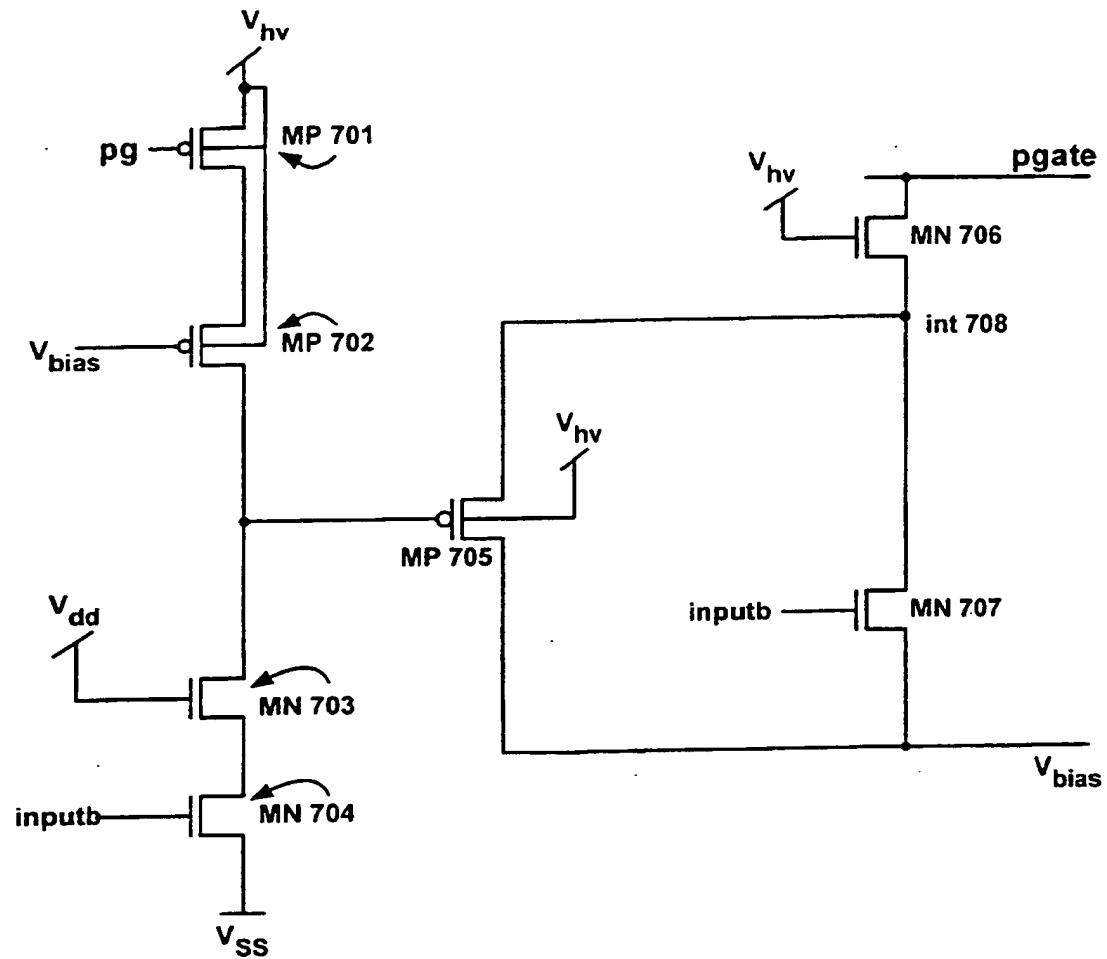 Vhv
pg
MP 701
Vbias
MP 702
Vhv
pgate
MN 706
int 708
Vhv
MP 705
Vdd
MN 703
inputb
MN 707
inputb
MN 704
Vbias
VSS